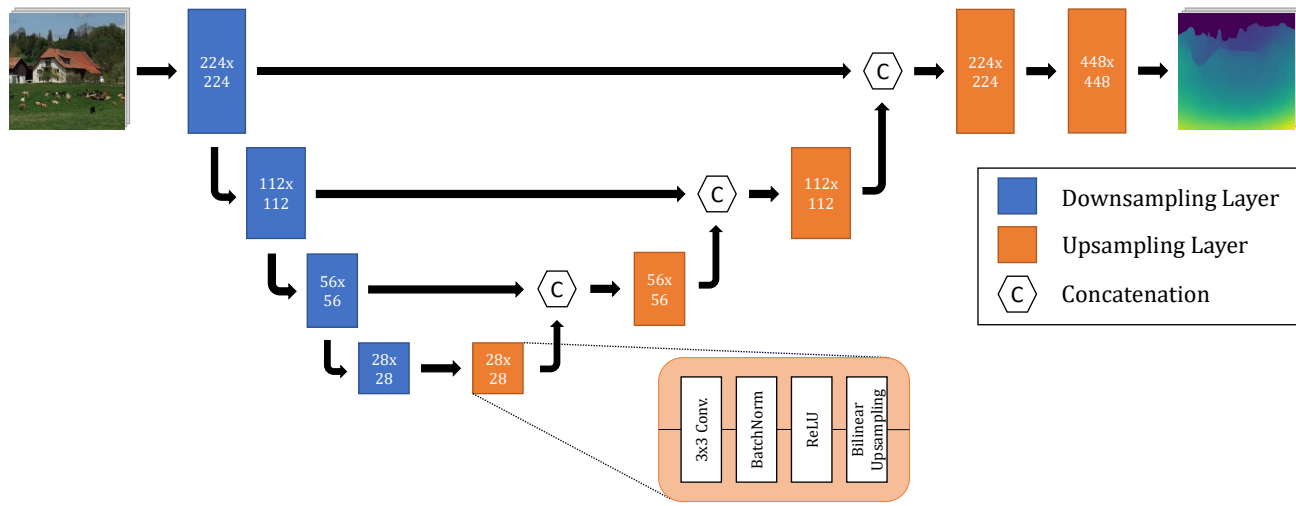 224x
224
C
224x
224
448x
448
112x
112
C
112x
112
Downsampling Layer
Upsampling Layer
C
Concatenation
56x
56
C
56x
56
28x
28
28x
28
3x3 Conv.
BatchNorm
ReLU
Bilinear
Upsampling